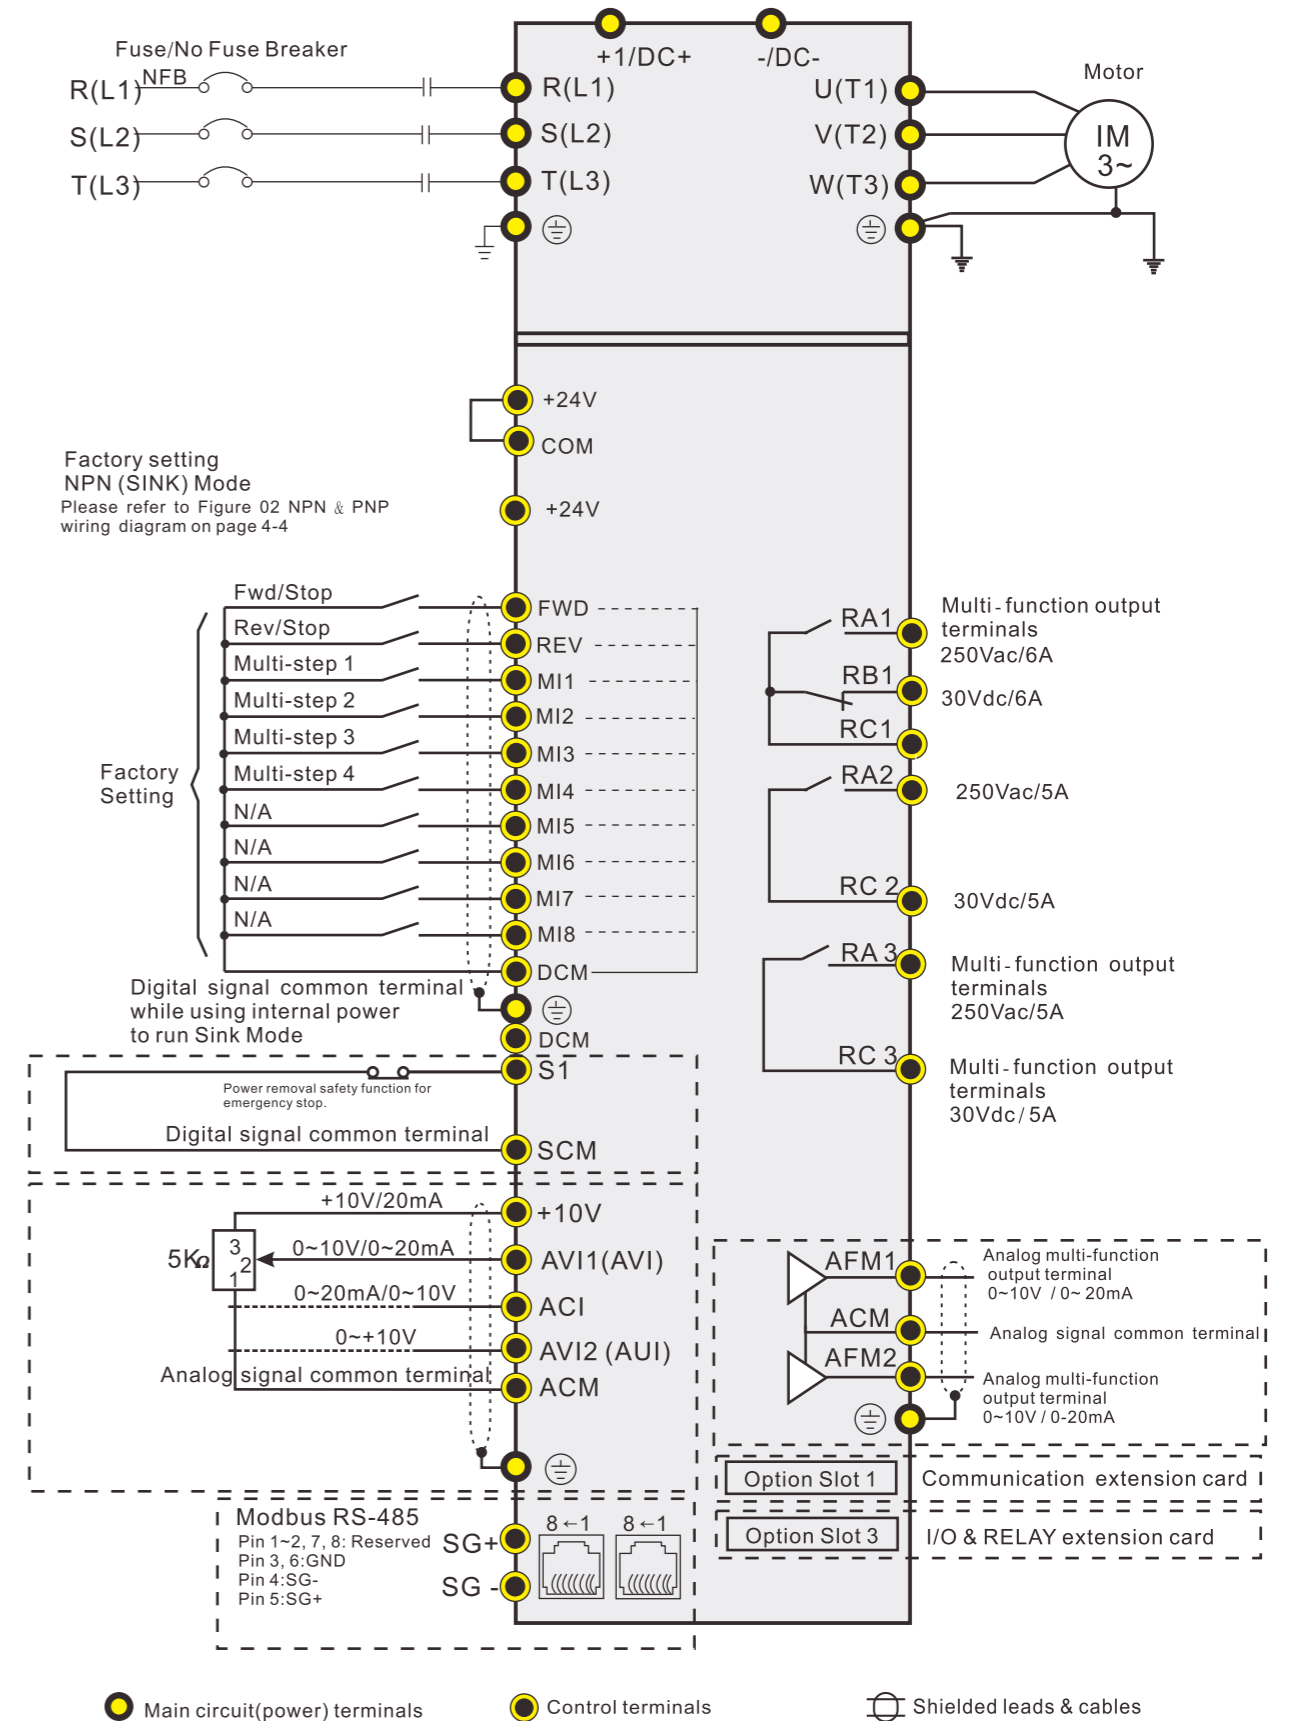 +1/DC+
-/DC-
Fuse/No Fuse Breaker
NFB
R(L1)
S(L2)
T(L3)
R(L1)
S(L2)
T(L3)
U(T1)
V(T2)
W(T3)
Motor
IM
3~
+24V
COM
Factory setting
NPN (SINK) Mode
Please refer to Figure 02 NPN & PNP
wiring diagram on page 4-4
+24V
Factory
Setting
Fwd/Stop
Rev/Stop
Multi-step 1
Multi-step 2
Multi-step 3
Multi-step 4
N/A
N/A
N/A
N/A
FWD
REV
MI1
MI2
MI3
MI4
MI5
MI6
MI7
MI8
DCM
Digital signal common terminal
while using internal power
to run Sink Mode
DCM
RA1
RB1
RC1
RA2
RC 2
RA 3
RC 3
Multi-function output
terminals
250Vac/6A
30Vdc/6A
250Vac/5A
30Vdc/5A
Multi-function output
terminals
250Vac/5A
Multi-function output
terminals
30Vdc/5A
S1
Power removal safety function for
emergency stop.
Digital signal common terminal
SCM
+10V/20mA
+10V
5KΩ
3
2
1
0~10V/0~20mA
AVI1(AVI)
0~20mA/0~10V
ACI
0~+10V
AVI2 (AUI)
Analog signal common terminal
ACM
AFM1
ACM
AFM2
Analog multi-function
output terminal
0~10V / 0~ 20mA
Analog signal common terminal
Analog multi-function
output terminal
0~10V / 0-20mA
Option Slot 1
Communication extension card
Option Slot 3
I/O & RELAY extension card
Modbus RS-485
Pin 1~2, 7, 8: Reserved
Pin 3, 6:GND
Pin 4:SG-
Pin 5:SG+
SG+
SG -
8←1
8←1
Main circuit(power) terminals
Control terminals
Shielded leads & cables